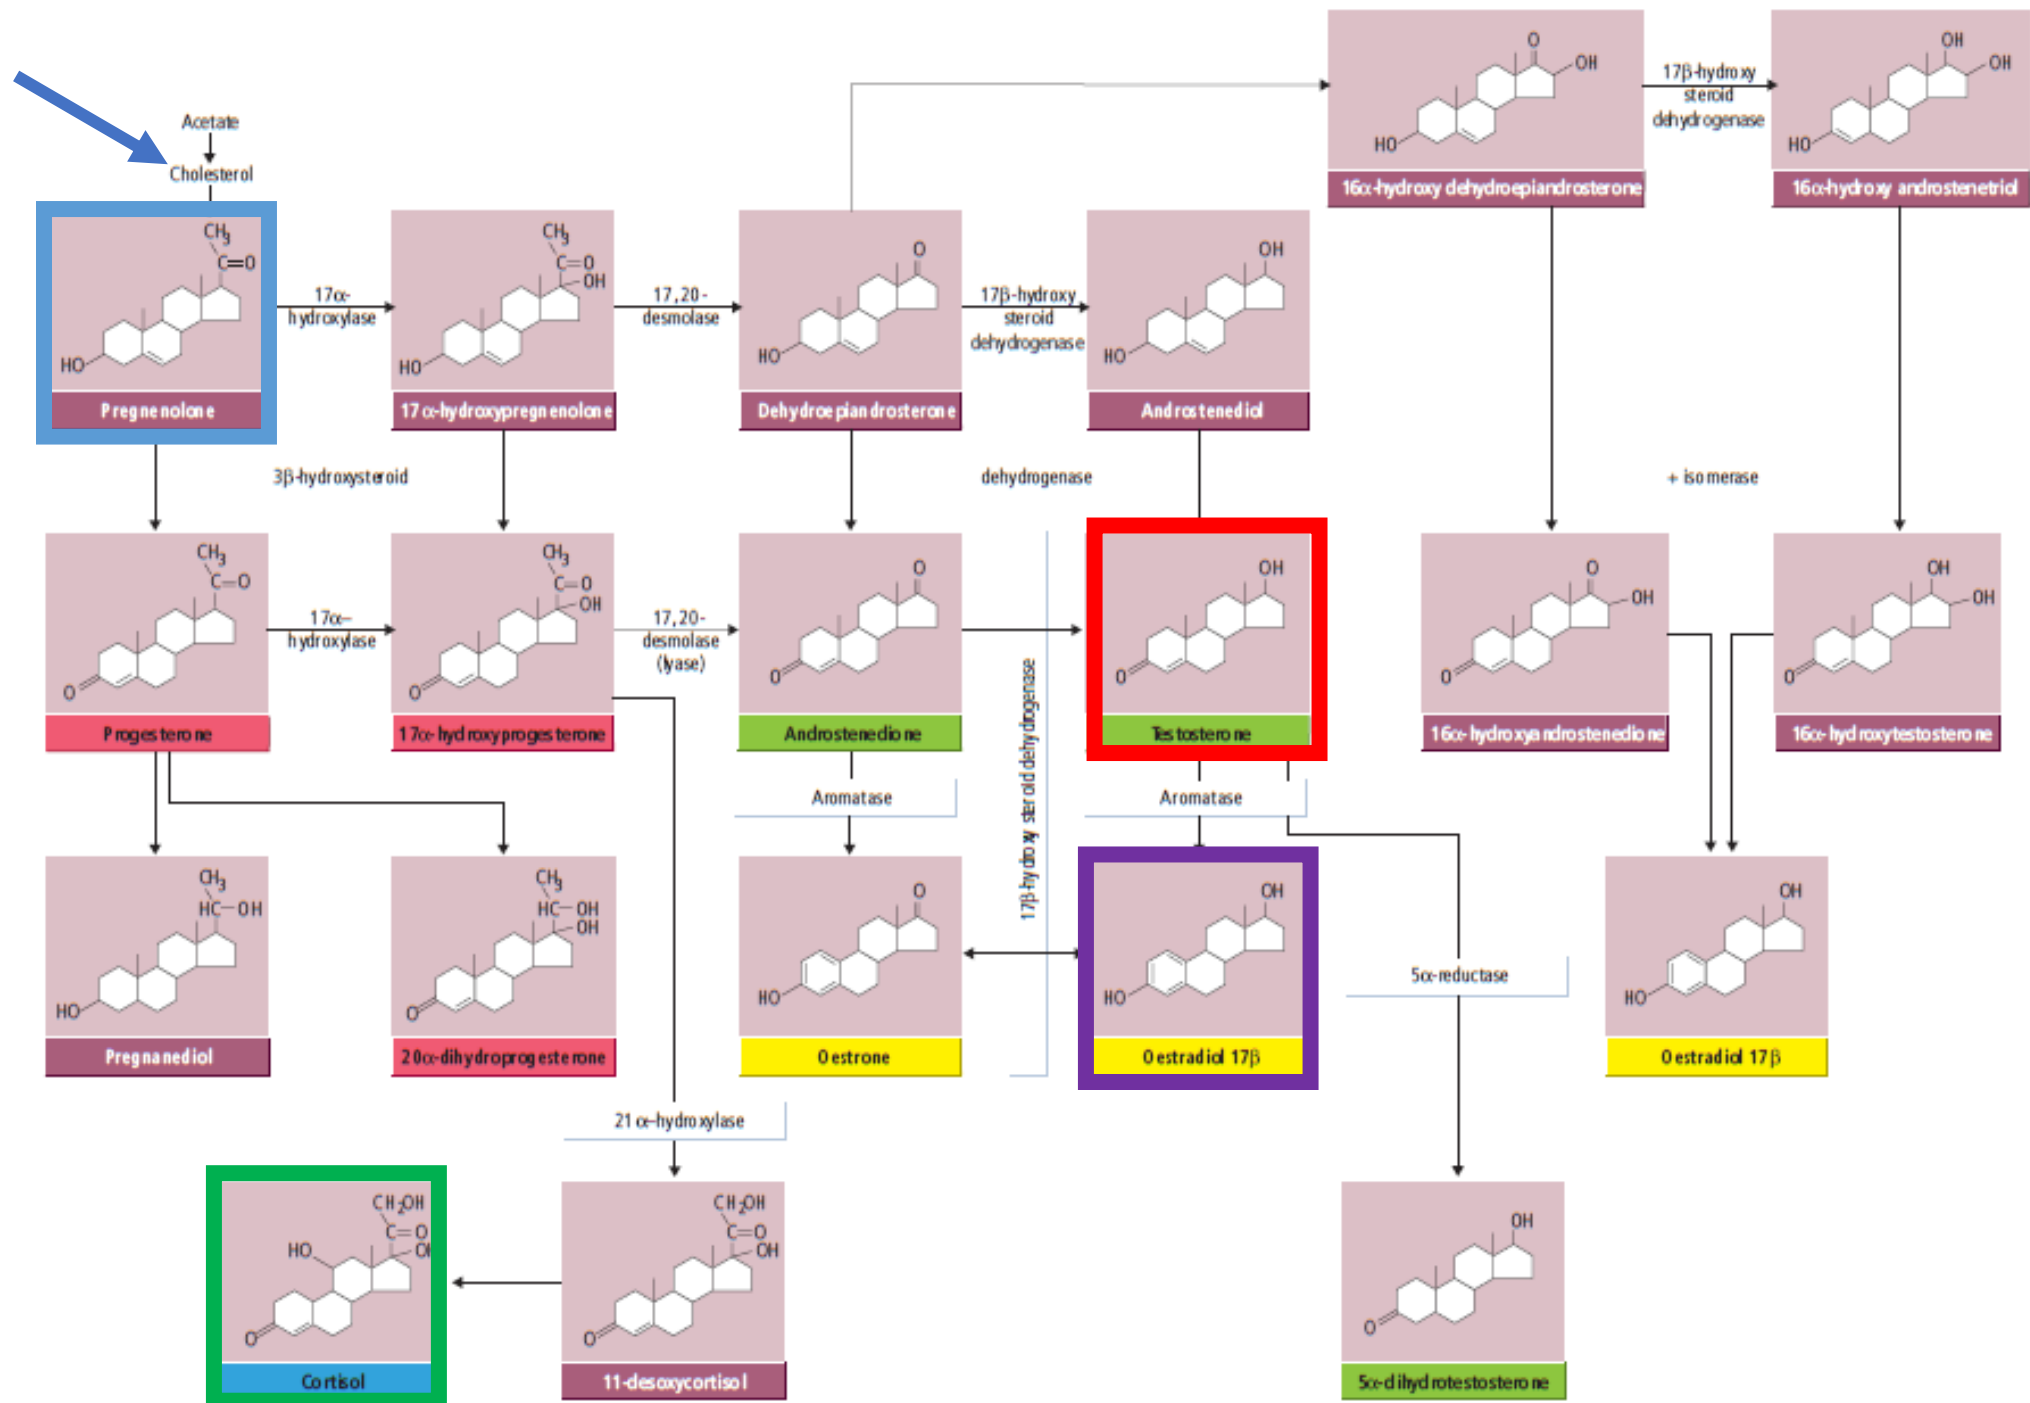 O
OH
HO
16α-hydroxy dehydroepiandrosterone
17β-hydroxy
steroid
dehydrogenase
OH
OH
HO
16α-hydroxy androstenetriol
Acetate
Cholesterol
CH3
C=O
HO
Pregnenolone
17α-
hydroxylase
CH3
C=O
OH
HO
17α-hydroxypregnenolone
17,20-
desmolase
O
HO
Dehydroepiandrosterone
17β-hydroxy
steroid
dehydrogenase
OH
HO
Androstenediol
3β-hydroxysteroid
dehydrogenase
+ isomerase
CH3
C=O
O
Progesterone
17α-
hydroxylase
CH3
C=O
OH
O
17α-hydroxyprogesterone
17,20-
desmolase
(lyase)
O
O
Androstenedione
17β-hydroxy steroid dehydrogenase
OH
O
Testosterone
O
OH
O
16α-hydroxyandrostenedione
OH
OH
O
16α-hydroxytestosterone
Aromatase
Aromatase
CH3
HC-OH
HO
Pregnanediol
CH3
HC-OH
OH
O
20α-dihydroprogesterone
O
HO
Oestrone
OH
HO
Oestradiol 17β
5α-reductase
OH
HO
Oestradiol 17β
21α-hydroxylase
CH2OH
C=O
OH
HO
O
Cortisol
CH2OH
C=O
OH
O
11-desoxycortisol
OH
O
5α-dihydrotestosterone